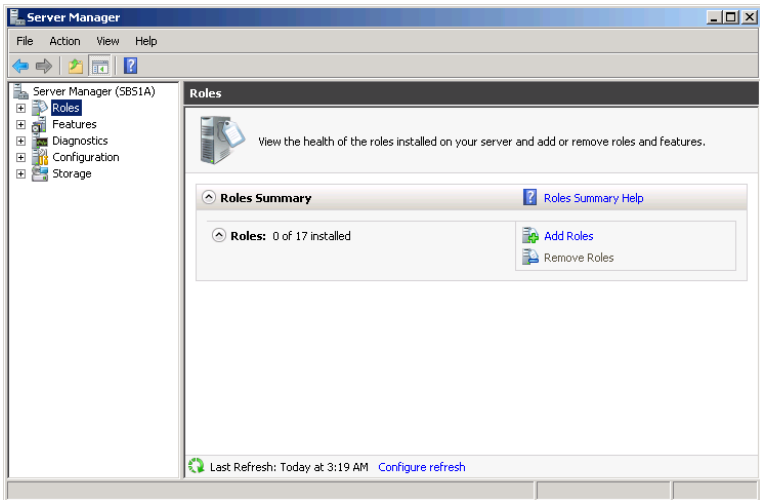 Server Manager
File Action View Help
Server Manager (SBS1A)
Roles
Features
Diagnostics
Configuration
Storage
Roles
View the health of the roles installed on your server and add or remove roles and features.
Roles Summary
Roles Summary Help
Roles: 0 of 17 installed
Add Roles
Remove Roles
Last Refresh: Today at 3:19 AM Configure refresh